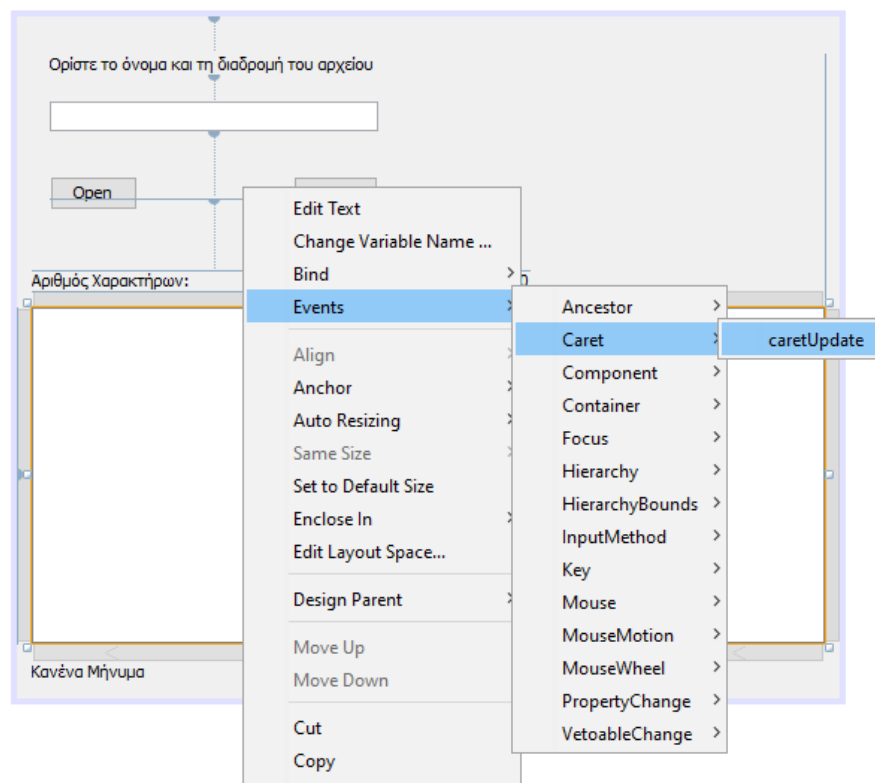 Ορίστε το όνομα και τη διαδρομή του αρχείου
Open
Αριθμός Χαρακτήρων:
0
Κανένα Μήνυμα
Edit Text
Change Variable Name ...
Bind
Events
Align
Anchor
Auto Resizing
Same Size
Set to Default Size
Enclose In
Edit Layout Space...
Design Parent
Move Up
Move Down
Cut
Copy
Ancestor
Caret
Component
Container
Focus
Hierarchy
HierarchyBounds
InputMethod
Key
Mouse
MouseMotion
MouseWheel
PropertyChange
VetoableChange
caretUpdate